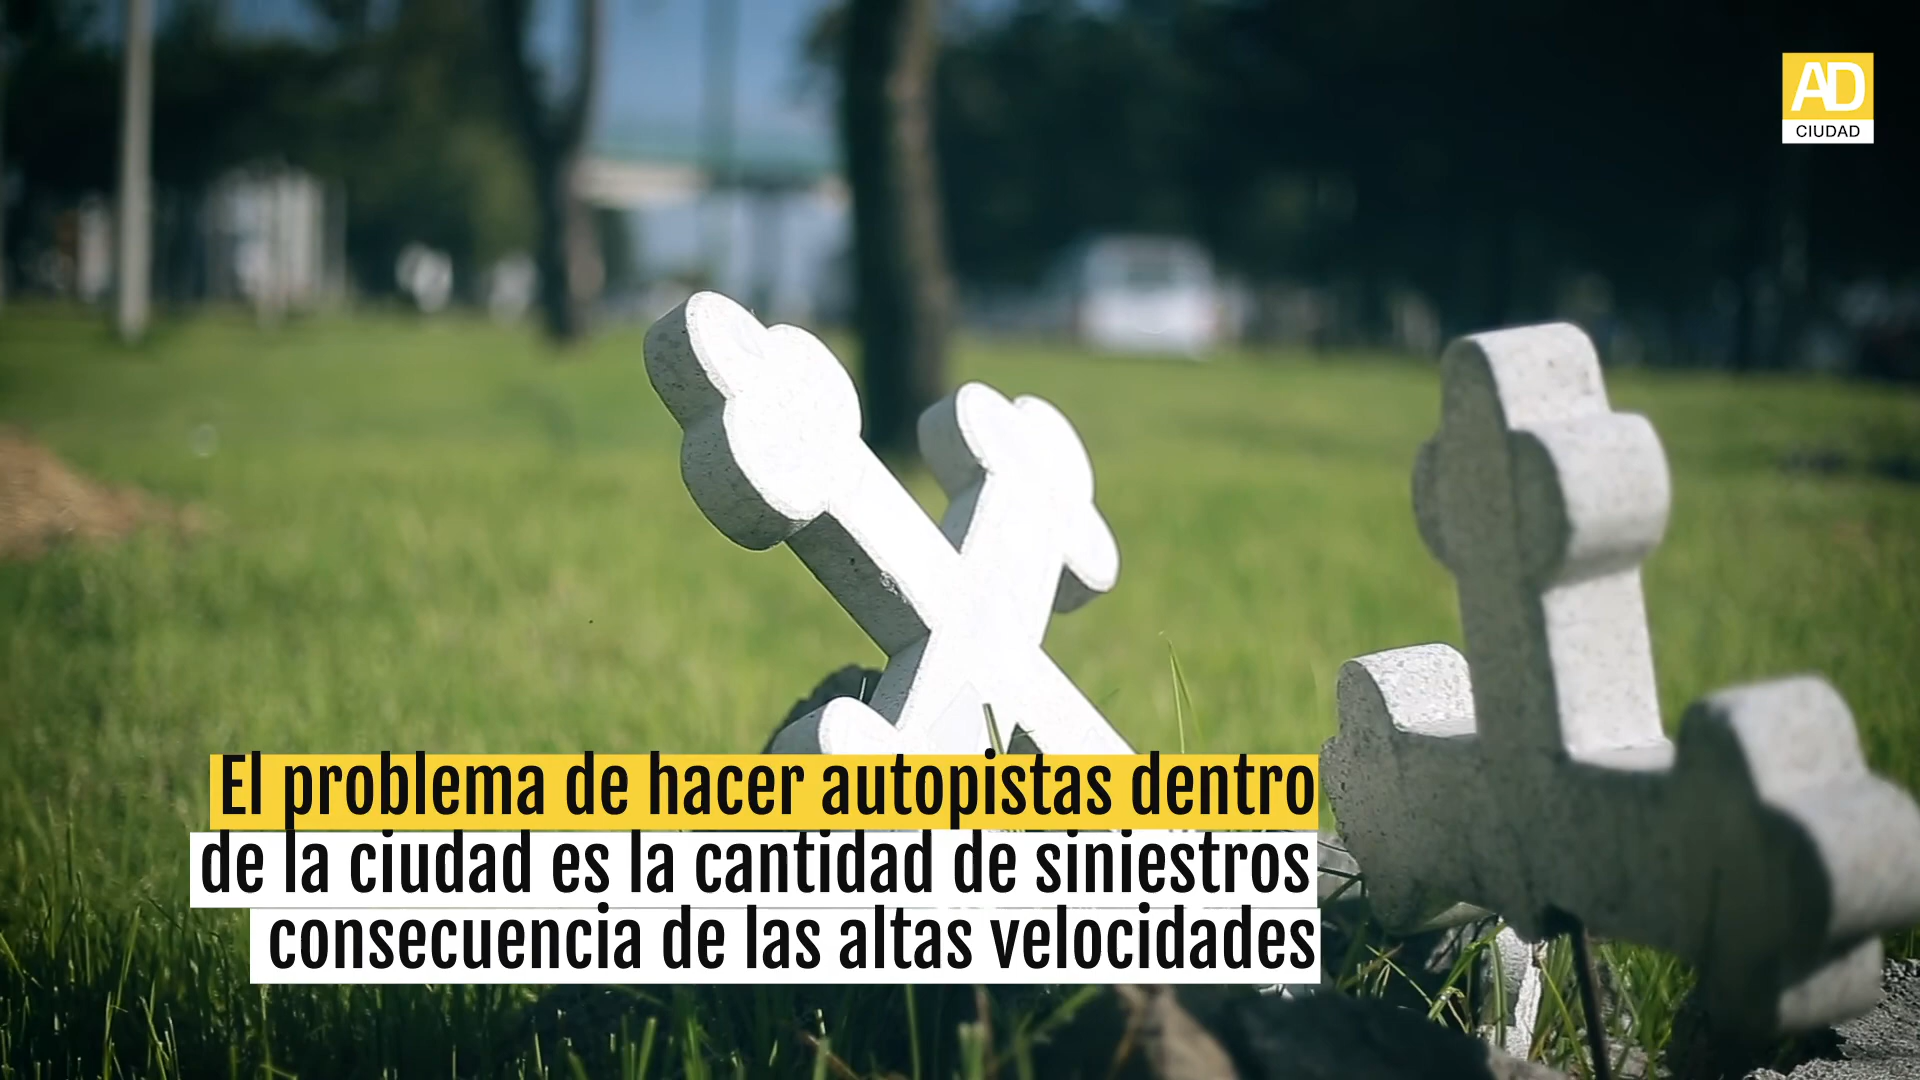 AD
CIUDAD
El problema de hacer autopistas dentro
de la ciudad es la cantidad de siniestros
consecuencia de las altas velocidades